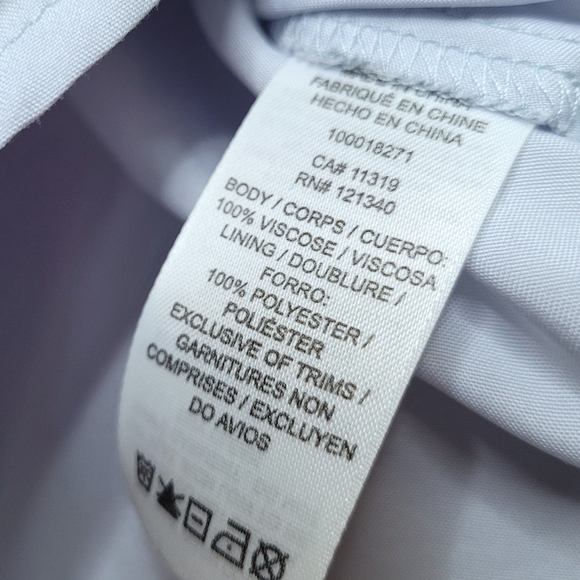 FABRIQUÉ EN CHINE
HECHO EN CHINA
100018271
CA# 11319
RN# 121340
BODY / CORPS / CUERPO:
100% VISCOSE / VISCOSA
LINING / DOUBLURE /
FORRO:
100% POLYESTER /
POLIÉSTER
EXCLUSIVE OF TRIMS /
GARNITURES NON
COMPRISES / EXCLUYEN
DO AVIOS